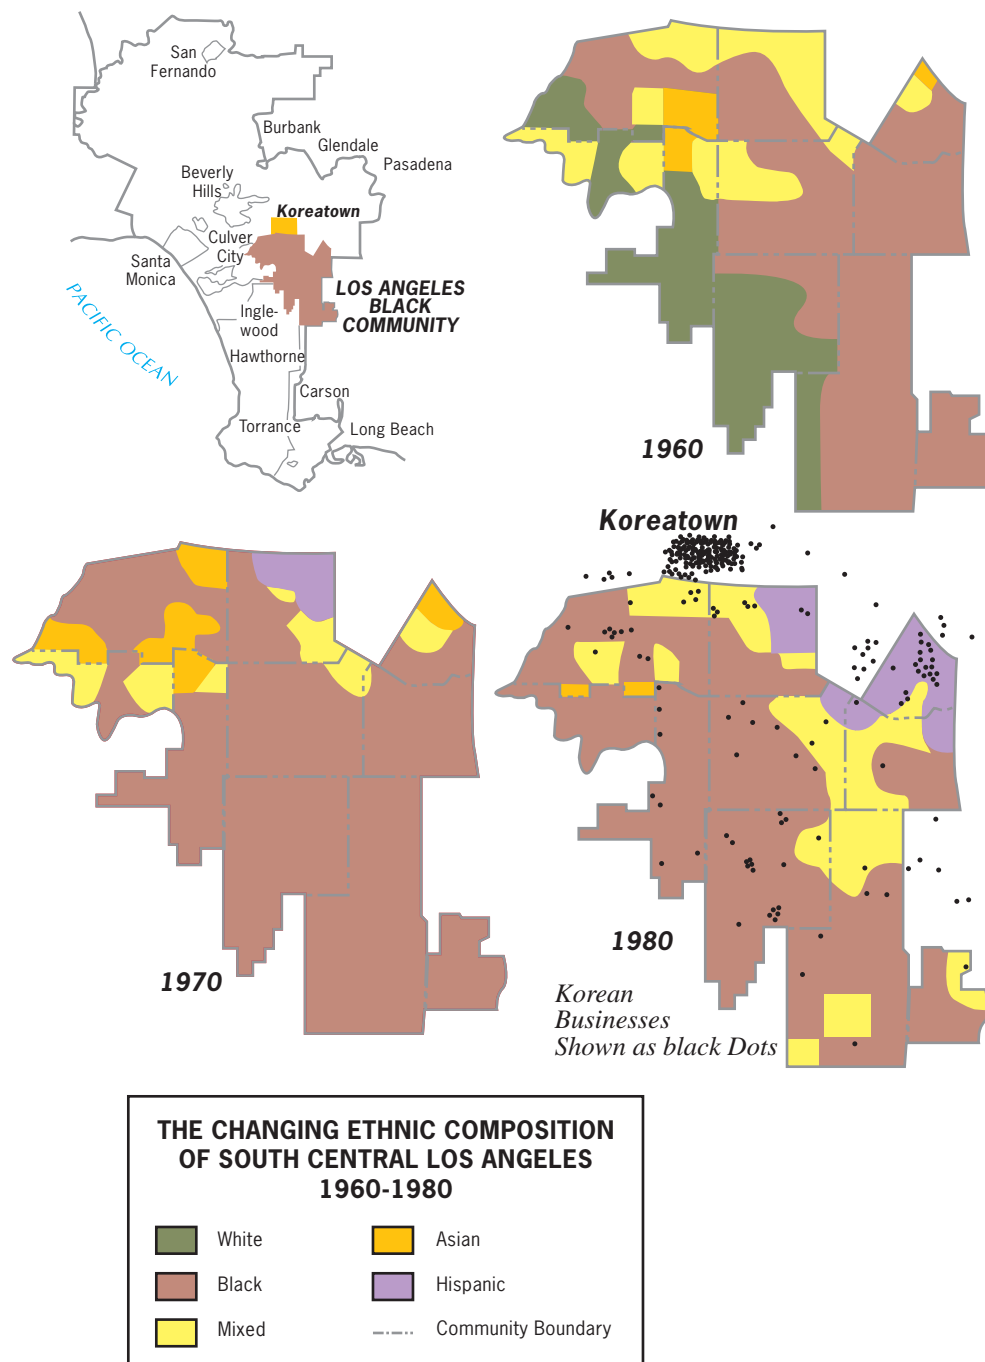 San
Fernando
Burbank
Glendale
Pasadena
Beverly
Hills
Koreatown
Culver
City
Santa
Monica
LOS ANGELES
BLACK
COMMUNITY
PACIFIC OCEAN
Ingle-
wood
Hawthorne
Carson
Torrance
Long Beach
1960
Koreatown
1970
1980
Korean
Businesses
Shown as black Dots
THE CHANGING ETHNIC COMPOSITION
OF SOUTH CENTRAL LOS ANGELES
1960-1980
White
Asian
Black
Hispanic
Mixed
Community Boundary